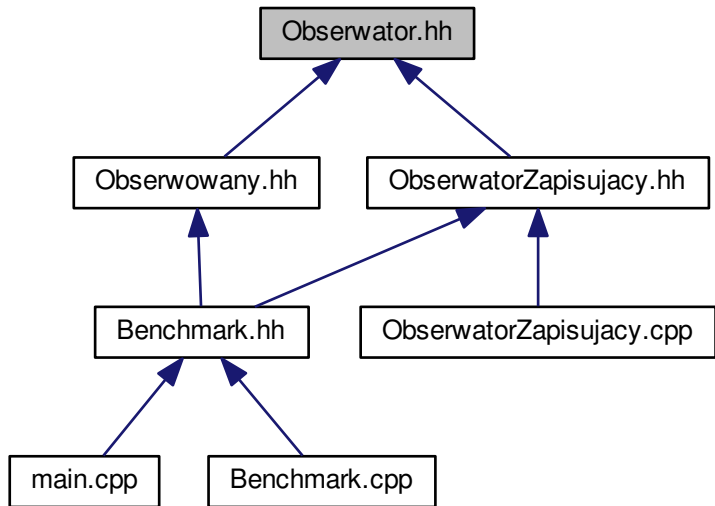 Obserwator.hh
Obserwowany.hh
ObserwatorZapisujacy.hh
Benchmark.hh
ObserwatorZapisujacy.cpp
main.cpp
Benchmark.cpp